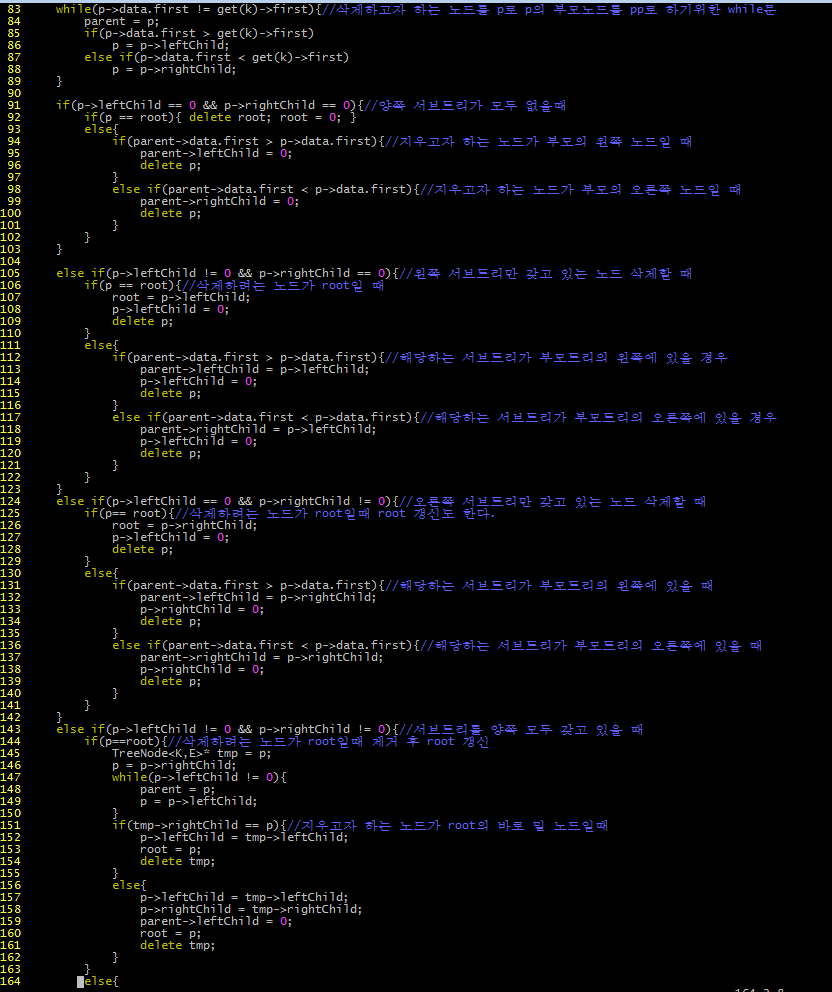 83 while(p->data.first != get(k)->first){//삭제하고자 하는 노드를 p로 p의 부모노드를 pp로 하기위한 while문
84 parent = p;
85 if(p->data.first > get(k)->first)
86 p = p->leftChild;
87 else if(p->data.first < get(k)->first)
88 p = p->rightChild;
89 }
90
91 if(p->leftChild == 0 && p->rightChild == 0){//양쪽 서브트리가 모두 없을때
92 if(p == root){ delete root; root = 0; }
93 else{
94 if(parent->data.first > p->data.first){//지우고자 하는 노드가 부모의 왼쪽 노드일 때
95 parent->leftChild = 0;
96 delete p;
97 }
98 else if(parent->data.first < p->data.first){//지우고자 하는 노드가 부모의 오른쪽 노드일 때
99 parent->rightChild = 0;
100 delete p;
101 }
102 }
103 }
104
105 else if(p->leftChild != 0 && p->rightChild == 0){//왼쪽 서브트리만 갖고 있는 노드 삭제할 때
106 if(p == root){//삭제하려는 노드가 root일 때
107 root = p->leftChild;
108 p->leftChild = 0;
109 delete p;
110 }
111 else{
112 if(parent->data.first > p->data.first){//해당하는 서브트리가 부모트리의 왼쪽에 있을 경우
113 parent->leftChild = p->leftChild;
114 p->leftChild = 0;
115 delete p;
116 }
117 else if(parent->data.first < p->data.first){//해당하는 서브트리가 부모트리의 오른쪽에 있을 경우
118 parent->rightChild = p->leftChild;
119 p->leftChild = 0;
120 delete p;
121 }
122 }
123 }
124 else if(p->leftChild == 0 && p->rightChild != 0){//오른쪽 서브트리만 갖고 있는 노드 삭제할 때
125 if(p== root){//삭제하려는 노드가 root일때 root 갱신도 한다.
126 root = p->rightChild;
127 p->leftChild = 0;
128 delete p;
129 }
130 else{
131 if(parent->data.first > p->data.first){//해당하는 서브트리가 부모트리의 왼쪽에 있을 때
132 parent->leftChild = p->rightChild;
133 p->rightChild = 0;
134 delete p;
135 }
136 else if(parent->data.first < p->data.first){//해당하는 서브트리가 부모트리의 오른쪽에 있을 때
137 parent->rightChild = p->rightChild;
138 p->rightChild = 0;
139 delete p;
140 }
141 }
142 }
143 else if(p->leftChild != 0 && p->rightChild != 0){//서브트리를 양쪽 모두 갖고 있을 때
144 if(p==root){//삭제하려는 노드가 root일때 제거 후 root 갱신
145 TreeNode<K,E>* tmp = p;
146 p = p->rightChild;
147 while(p->leftChild != 0){
148 parent = p;
149 p = p->leftChild;
150 }
151 if(tmp->rightChild == p){//지우고자 하는 노드가 root의 바로 밑 노드일때
152 p->leftChild = tmp->leftChild;
153 root = p;
154 delete tmp;
155 }
156 else{
157 p->leftChild = tmp->leftChild;
158 p->rightChild = tmp->rightChild;
159 parent->leftChild = 0;
160 root = p;
161 delete tmp;
162 }
163 }
164 else{